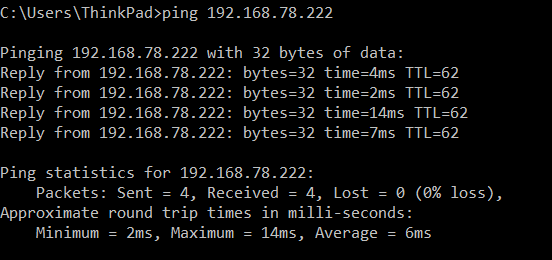 C:\Users\ThinkPad>ping 192.168.78.222
Pinging 192.168.78.222 with 32 bytes of data:
Reply from 192.168.78.222: bytes=32 time=4ms TTL=62
Reply from 192.168.78.222: bytes=32 time=2ms TTL=62
Reply from 192.168.78.222: bytes=32 time=14ms TTL=62
Reply from 192.168.78.222: bytes=32 time=7ms TTL=62
Ping statistics for 192.168.78.222:
Packets: Sent = 4, Received = 4, Lost = 0 (0% loss),
Approximate round trip times in milli-seconds:
Minimum = 2ms, Maximum = 14ms, Average = 6ms